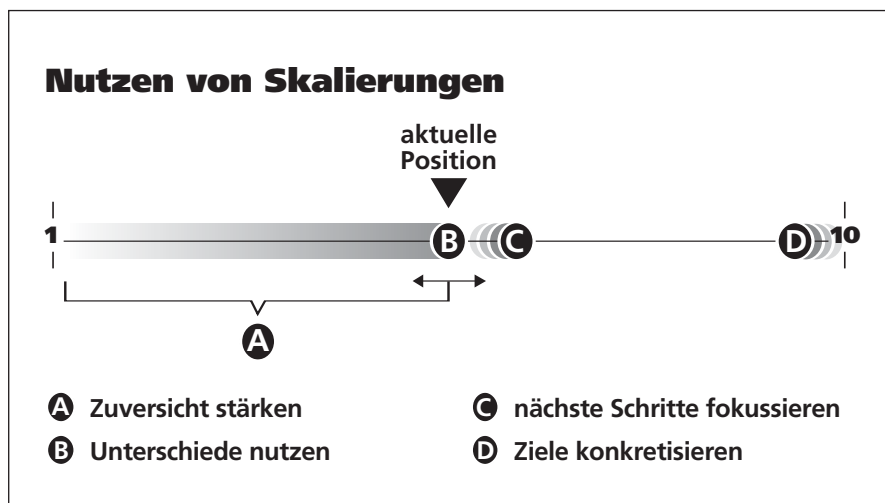 Nutzen von Skalierungen
aktuelle
Position
1
B
C
D
10
A
A Zuversicht stärken
B Unterschiede nutzen
C nächste Schritte fokussieren
D Ziele konkretisieren